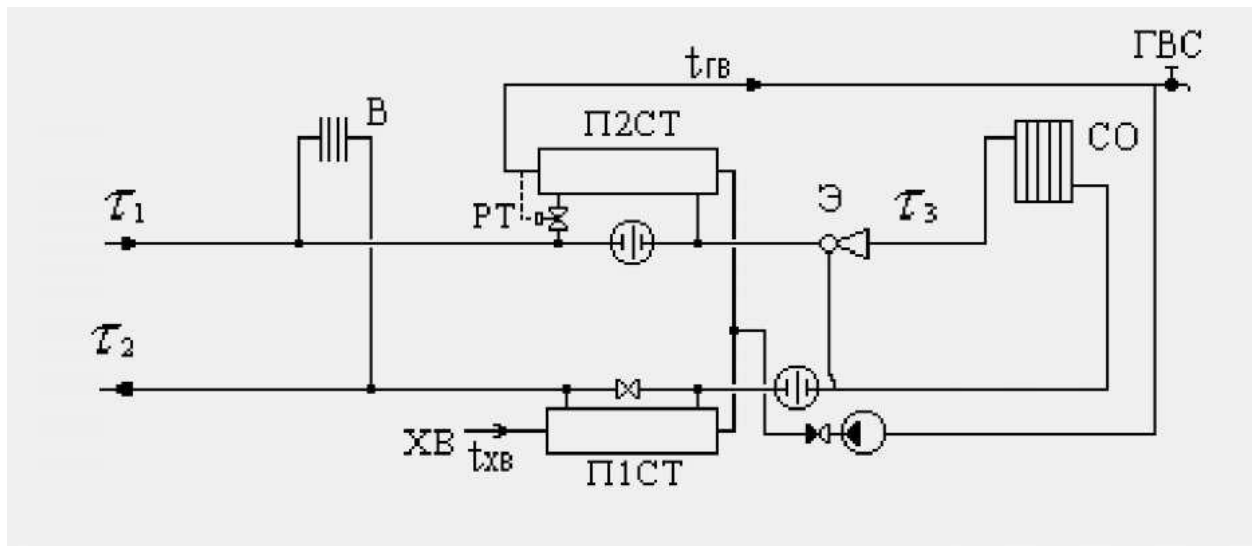 ГВС
tгв
В
П2СТ
СО
τ1
РТ
Э
τ3
τ2
ХВ
tхв
П1СТ